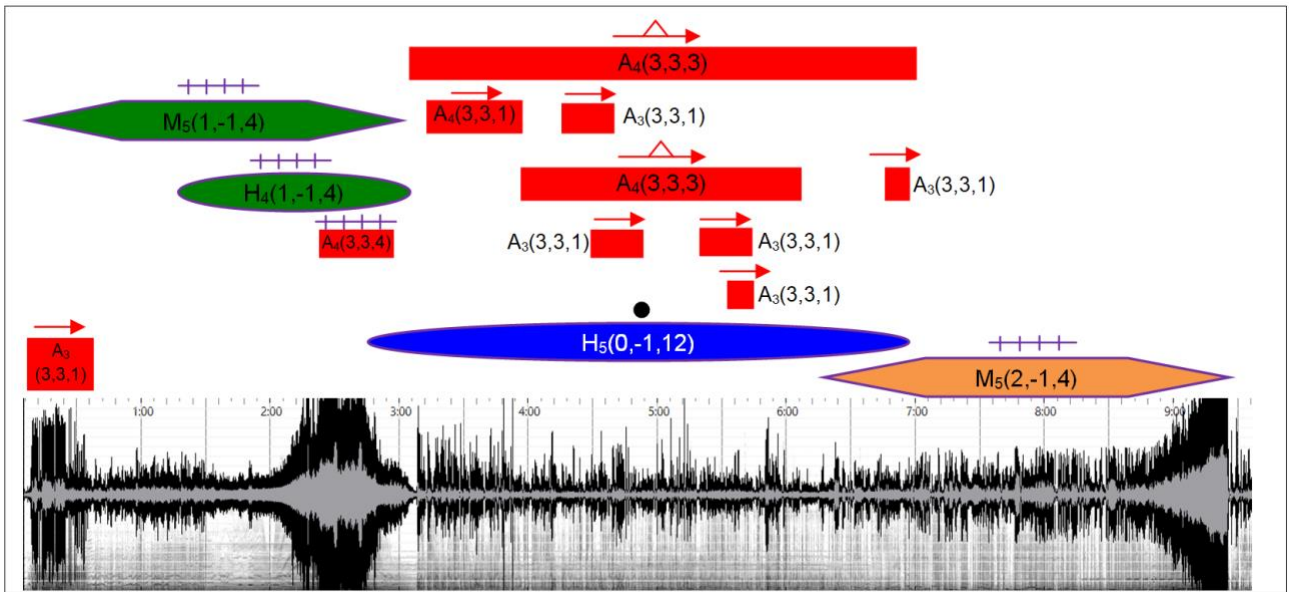 A₄(3,3,3)
A₄(3,3,1)
A₃(3,3,1)
M₅(1,-1,4)
H₄(1,-1,4)
A₄(3,3,3)
A₃(3,3,1)
A₄(3,3,4)
A₃(3,3,1)
A₃(3,3,1)
A₃(3,3,1)
H₅(0,-1,12)
A₃
(3,3,1)
M₅(2,-1,4)
1:00 2:00 3:00 4:00 5:00 6:00 7:00 8:00 9:00